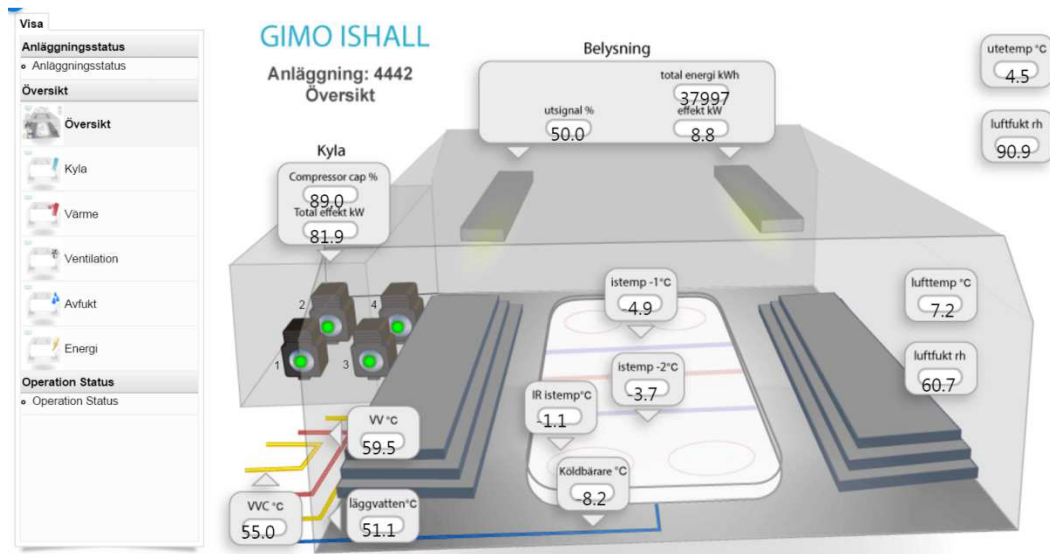 Visa
Anläggningsstatus
Anläggningsstatus
Översikt
Översikt
Kyla
Värme
Ventilation
Avfukt
Energi
Operation Status
Operation Status
GIMO ISHALL
Anläggning: 4442
Översikt
Belysning
total energi kWh
37997
utsignal %
50.0
effekt kW
8.8
utetemp °C
4.5
luftfukt rh
90.9
Kyla
Compressor cap %
89.0
Total effekt kW
81.9
2
4
1
3
istemp -1°C
-4.9
istemp -2°C
-3.7
IR istemp°C
-1.1
Köldbärare °C
-8.2
lufttemp °C
7.2
luftfukt rh
60.7
VV °C
59.5
VVC °C
55.0
läggvatten°C
51.1